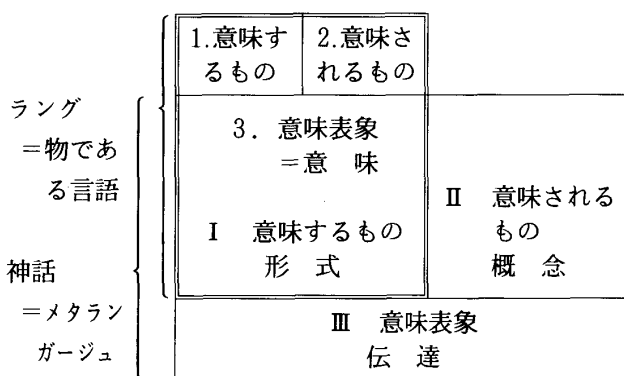 1.意味す
るもの
2.意味さ
れるもの
ラング
=物であ
る言語
3. 意味表象
=意 味
I 意味するもの
形 式
II 意味される
もの
概 念
神話
=メタラン
ガージュ
III 意味表象
伝 達